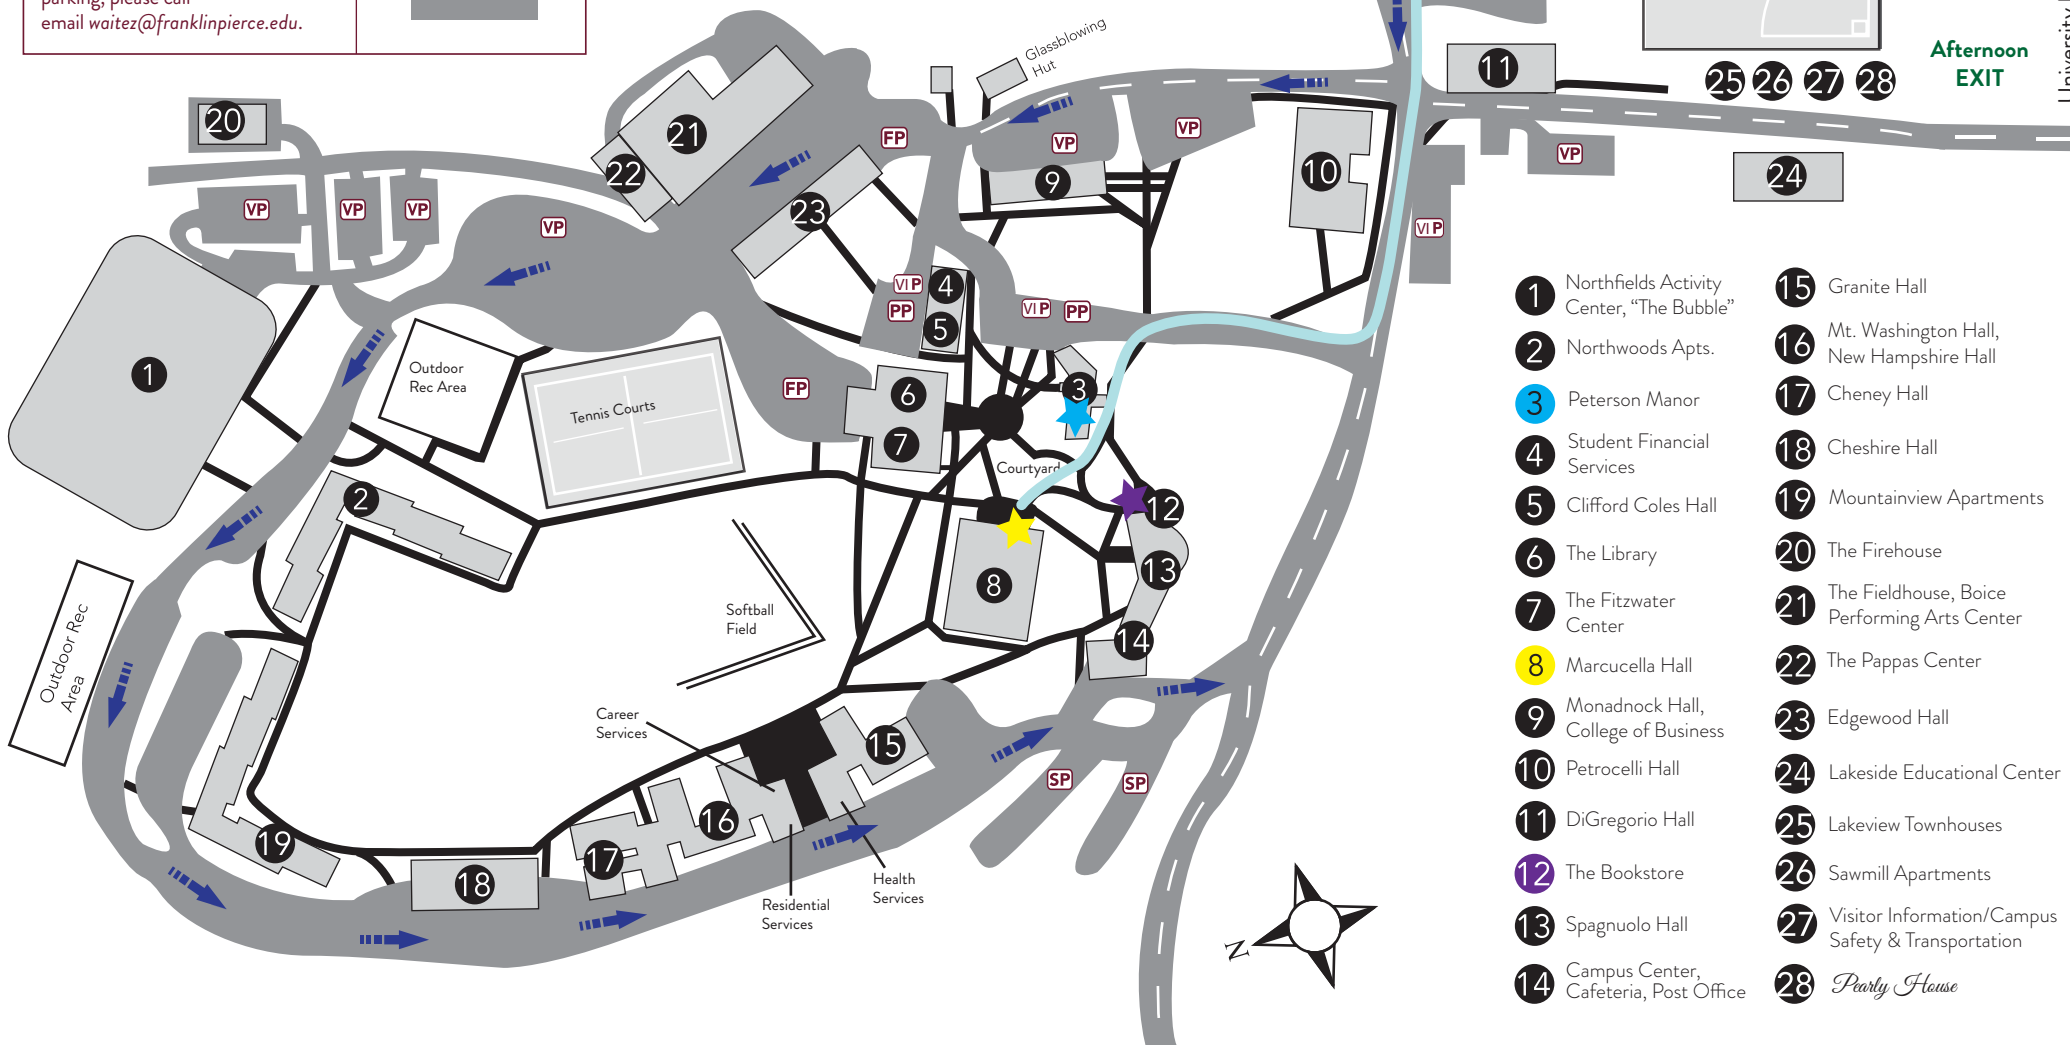 parking, please call
email waitez@franklinpierce.edu.
Glassblowing
Hut
11
25 26 27 28
Afternoon
EXIT
20
21
22
23
FP
VP
VP
9
10
VP
24
VP
VP
VP
VP
VIP
VIP
PP
4
5
VIP PP
1
Outdoor
Rec Area
Tennis Courts
FP
6
7
3
Courtyard
2
12
8
13
14
Softball
Field
Outdoor Rec
Area
Career
Services
15
16
17
18
19
SP
SP
Health
Services
Residential
Services
N
1 Northfields Activity
Center, “The Bubble”
2 Northwoods Apts.
3 Peterson Manor
4 Student Financial
Services
5 Clifford Coles Hall
6 The Library
7 The Fitzwater
Center
8 Marcucella Hall
9 Monadnock Hall,
College of Business
10 Petrocelli Hall
11 DiGregorio Hall
12 The Bookstore
13 Spagnuolo Hall
14 Campus Center,
Cafeteria, Post Office
15 Granite Hall
16 Mt. Washington Hall,
New Hampshire Hall
17 Cheney Hall
18 Cheshire Hall
19 Mountainview Apartments
20 The Firehouse
21 The Fieldhouse, Boice
Performing Arts Center
22 The Pappas Center
23 Edgewood Hall
24 Lakeside Educational Center
25 Lakeview Townhouses
26 Sawmill Apartments
27 Visitor Information/Campus
Safety & Transportation
28 Pearly House